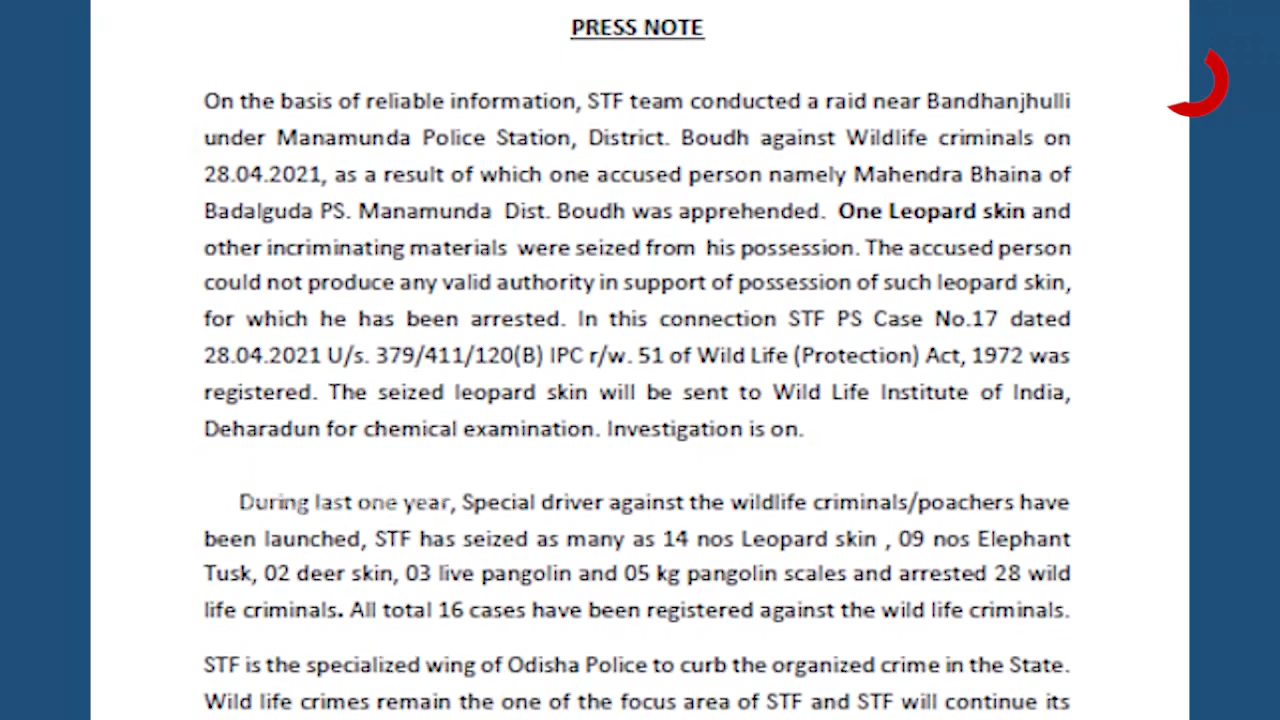 PRESS NOTE
On the basis of reliable information, STF team conducted a raid near Bandhanjhulli
under Manamunda Police Station, District. Boudh against Wildlife criminals on
28.04.2021, as a result of which one accused person namely Mahendra Bhaina of
Badalguda PS. Manamunda Dist. Boudh was apprehended. One Leopard skin and
other incriminating materials were seized from his possession. The accused person
could not produce any valid authority in support of possession of such leopard skin,
for which he has been arrested. In this connection STF PS Case No.17 dated
28.04.2021 U/s. 379/411/120(B) IPC r/w. 51 of Wild Life (Protection) Act, 1972 was
registered. The seized leopard skin will be sent to Wild Life Institute of India,
Deharadun for chemical examination. Investigation is on.
During last one year, Special driver against the wildlife criminals/poachers have
been launched, STF has seized as many as 14 nos Leopard skin , 09 nos Elephant
Tusk, 02 deer skin, 03 live pangolin and 05 kg pangolin scales and arrested 28 wild
life criminals. All total 16 cases have been registered against the wild life criminals.
STF is the specialized wing of Odisha Police to curb the organized crime in the State.
Wild life crimes remain the one of the focus area of STF and STF will continue its